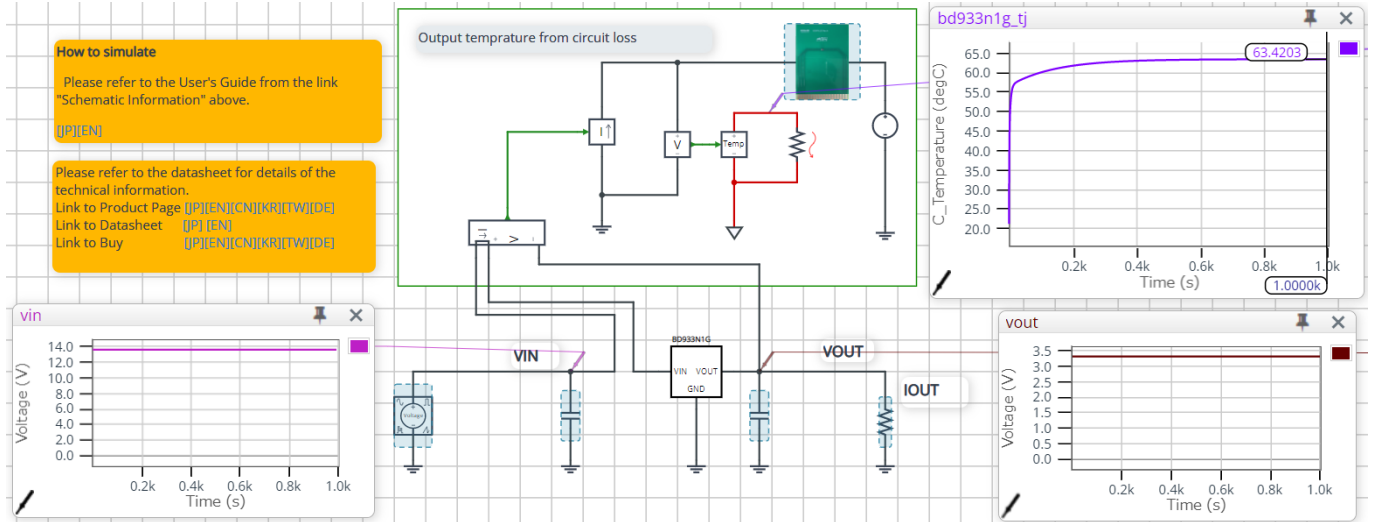 How to simulate
Please refer to the User's Guide from the link
"Schematic Information" above.
[JP][EN]
Please refer to the datasheet for details of the
technical information.
Link to Product Page [JP][EN][CN][KR][TW][DE]
Link to Datasheet [JP] [EN]
Link to Buy [JP][EN][CN][KR][TW][DE]
Output temprature from circuit loss
I↑
V
Temp
V
bd933n1g_tj
63.4203
65.0
60.0
55.0
50.0
45.0
40.0
35.0
30.0
25.0
20.0
C_Temperature (degC)
0.2k 0.4k 0.6k 0.8k 1.0k
Time (s)
1.0000k
vin
14.0
12.0
10.0
8.0
6.0
4.0
2.0
0.0
Voltage (V)
0.2k 0.4k 0.6k 0.8k 1.0k
Time (s)
VIN
Voltage
BD933N1G
VIN VOUT
GND
VOUT
IOUT
vout
3.5
3.0
2.5
2.0
1.5
1.0
0.5
0.0
Voltage (V)
0.2k 0.4k 0.6k 0.8k 1.0k
Time (s)